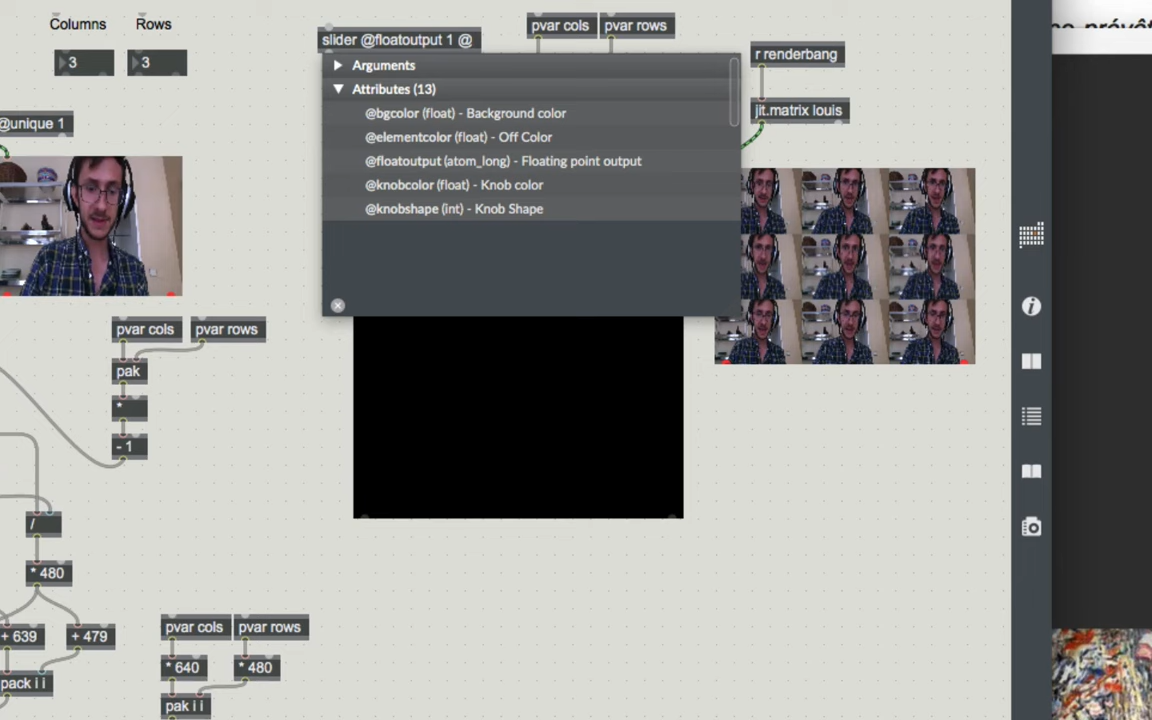 Columns
Rows
3
3
@unique 1
slider @floatoutput 1 @
pvar cols
pvar rows
Arguments
Attributes (13)
@bgcolor (float) - Background color
@elementcolor (float) - Off Color
@floatoutput (atom_long) - Floating point output
@knobcolor (float) - Knob color
@knobshape (int) - Knob Shape
r renderbang
jit.matrix louis
pvar cols
pvar rows
pak
*
- 1
/
* 480
+ 639
+ 479
pack i i
pvar cols
pvar rows
* 640
* 480
pak i i